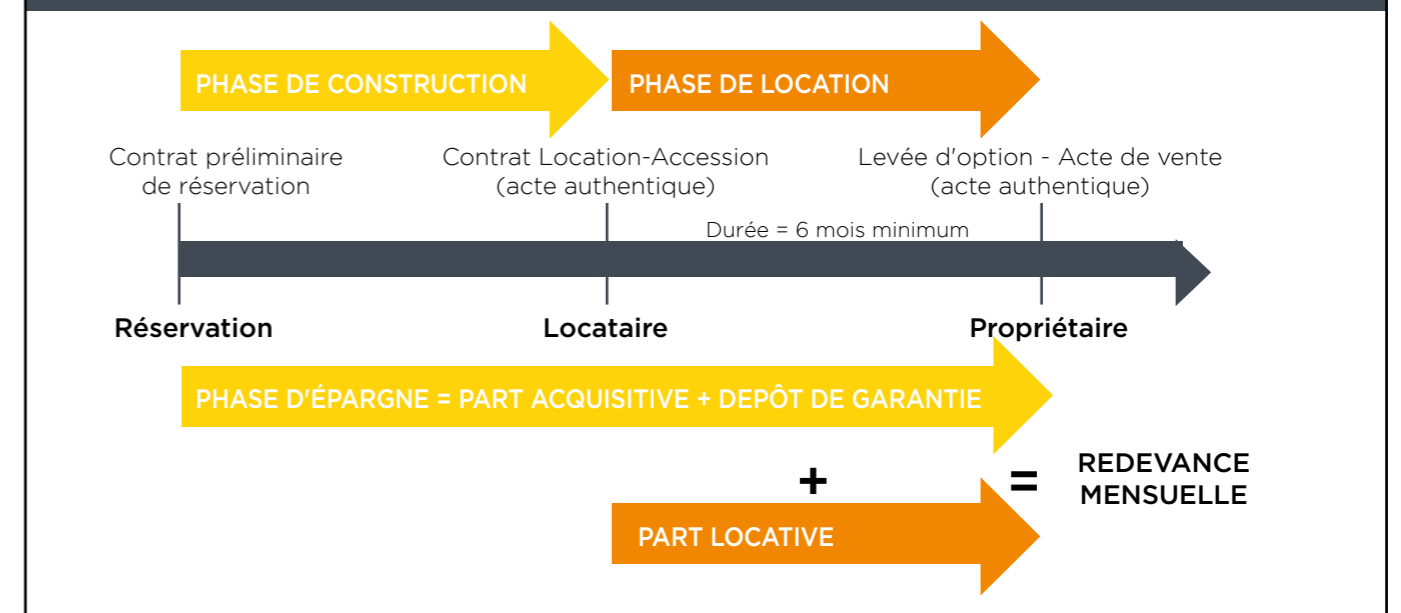 PHASE DE CONSTRUCTION
PHASE DE LOCATION
Contrat préliminaire
de réservation
Contrat Location-Accession
(acte authentique)
Levée d'option - Acte de vente
(acte authentique)
Durée = 6 mois minimum
Réservation
Locataire
Propriétaire
PHASE D'ÉPARGNE = PART ACQUISITIVE + DEPÔT DE GARANTIE
+
=
REDEVANCE
MENSUELLE
PART LOCATIVE